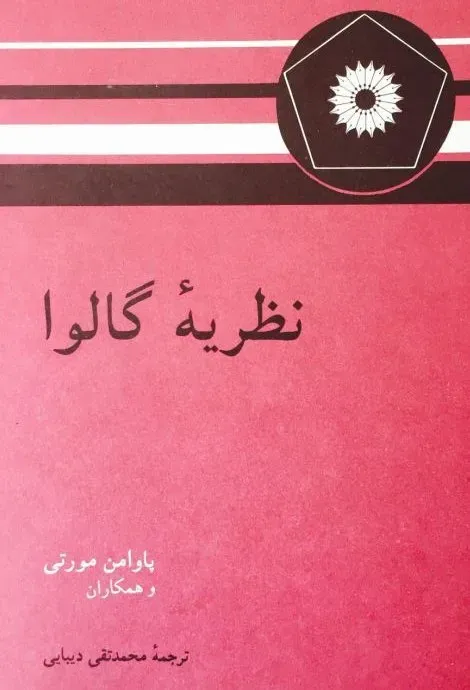 نظریهٔ گالوا
پاوامن مورتی
و همکاران
ترجمهٔ محمدتقی دیبایی